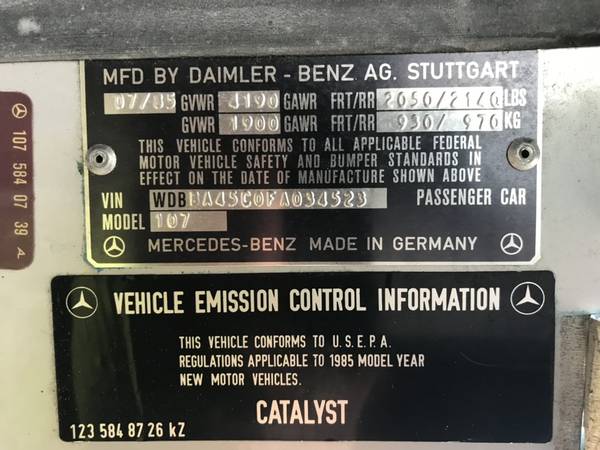 MFD BY DAIMLER - BENZ AG. STUTTGART
07/85 GVWR 4190 GAWR FRT/RR 2050/2140 LBS
GVWR 1900 GAWR FRT/RR 930/ 970 KG
THIS VEHICLE CONFORMS TO ALL APPLICABLE FEDERAL
MOTOR VEHICLE SAFETY AND BUMPER STANDARDS IN
EFFECT ON THE DATE OF MANUFACTURE SHOWN ABOVE
VIN WDBBA45C0FA034523 PASSENGER CAR
MODEL 107
MERCEDES-BENZ MADE IN GERMANY
107 584 07 39 A
VEHICLE EMISSION CONTROL INFORMATION
THIS VEHICLE CONFORMS TO U.S.E.P.A.
REGULATIONS APPLICABLE TO 1985 MODEL YEAR
NEW MOTOR VEHICLES.
CATALYST
123 584 87 26 kZ